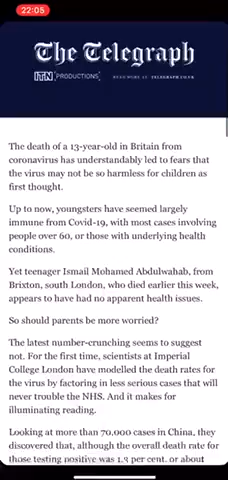 22:05
The Telegraph
ITN PRODUCTIONS
TELEGRAPH.CO.UK
The death of a 13-year-old in Britain from
coronavirus has understandably led to fears that
the virus may not be so harmless for children as
first thought.
Up to now, youngsters have seemed largely
immune from Covid-19, with most cases involving
people over 60, or those with underlying health
conditions.
Yet teenager Ismail Mohamed Abdulwahab, from
Brixton, south London, who died earlier this week,
appears to have had no apparent health issues.
So should parents be more worried?
The latest number-crunching seems to suggest
not. For the first time, scientists at Imperial
College London have modelled the death rates for
the virus by factoring in less serious cases that will
never trouble the NHS. And it makes for
illuminating reading.
Looking at more than 70,000 cases in China, they
discovered that, although the overall death rate for
those testing positive was 1.3 per cent, or about